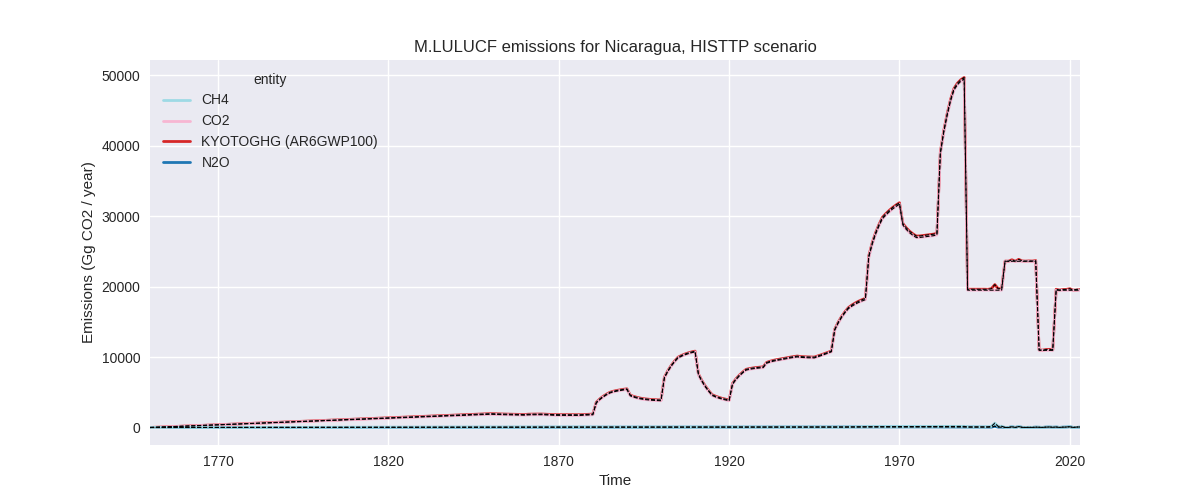 M.LULUCF emissions for Nicaragua, HISTTP scenario
entity
CH4
CO2
KYOTOGHG (AR6GWP100)
N2O
Emissions (Gg CO2 / year)
50000
40000
30000
20000
10000
0
1770
1820
1870
1920
1970
2020
Time